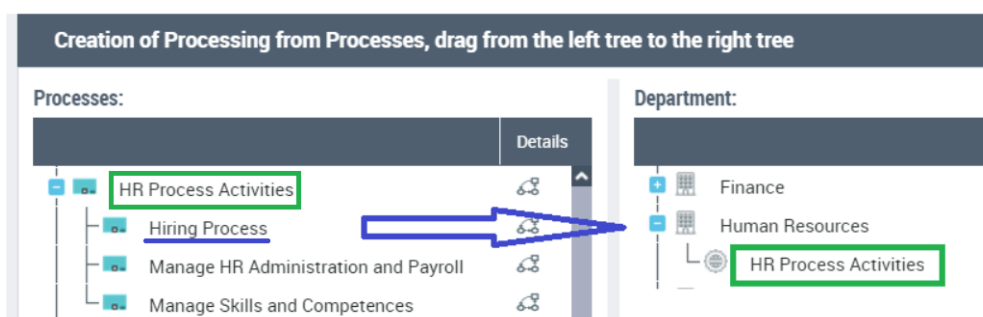 Creation of Processing from Processes, drag from the left tree to the right tree
Processes:
Details
HR Process Activities
Hiring Process
Manage HR Administration and Payroll
Manage Skills and Competences
Department:
Finance
Human Resources
HR Process Activities